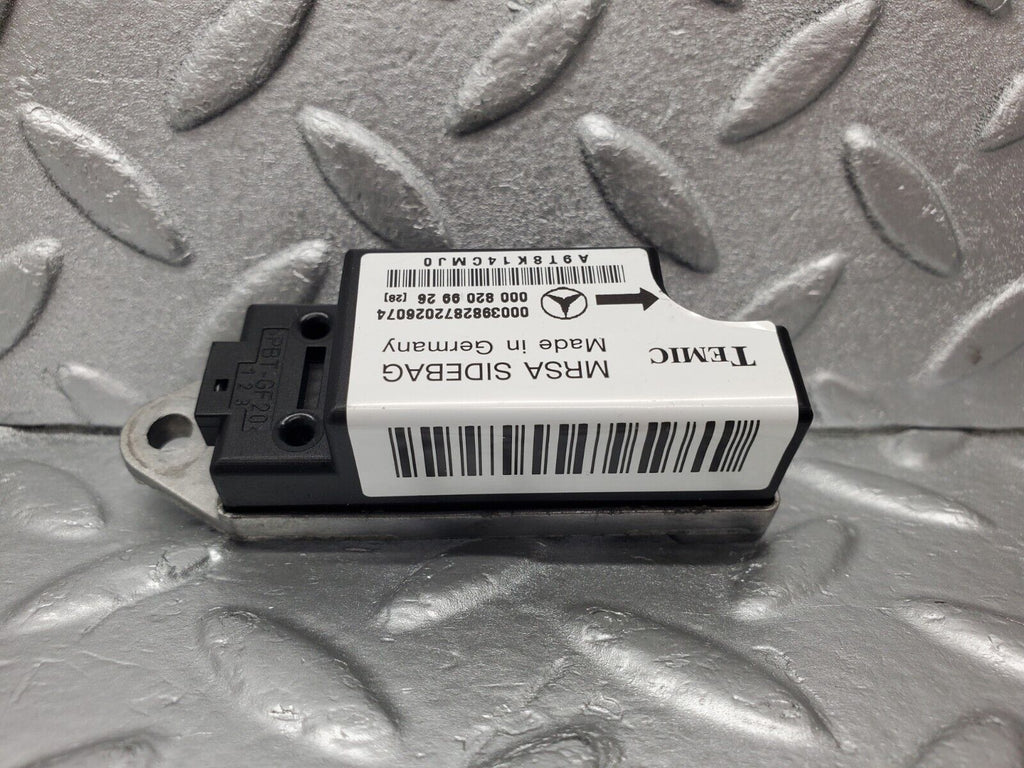 TEMIC
MRSA SIDEBAG
Made in Germany
0003982872026074
000 820 99 26 [28]
A9T8K14CMJ0
>PBT-GF20<
1 2 3